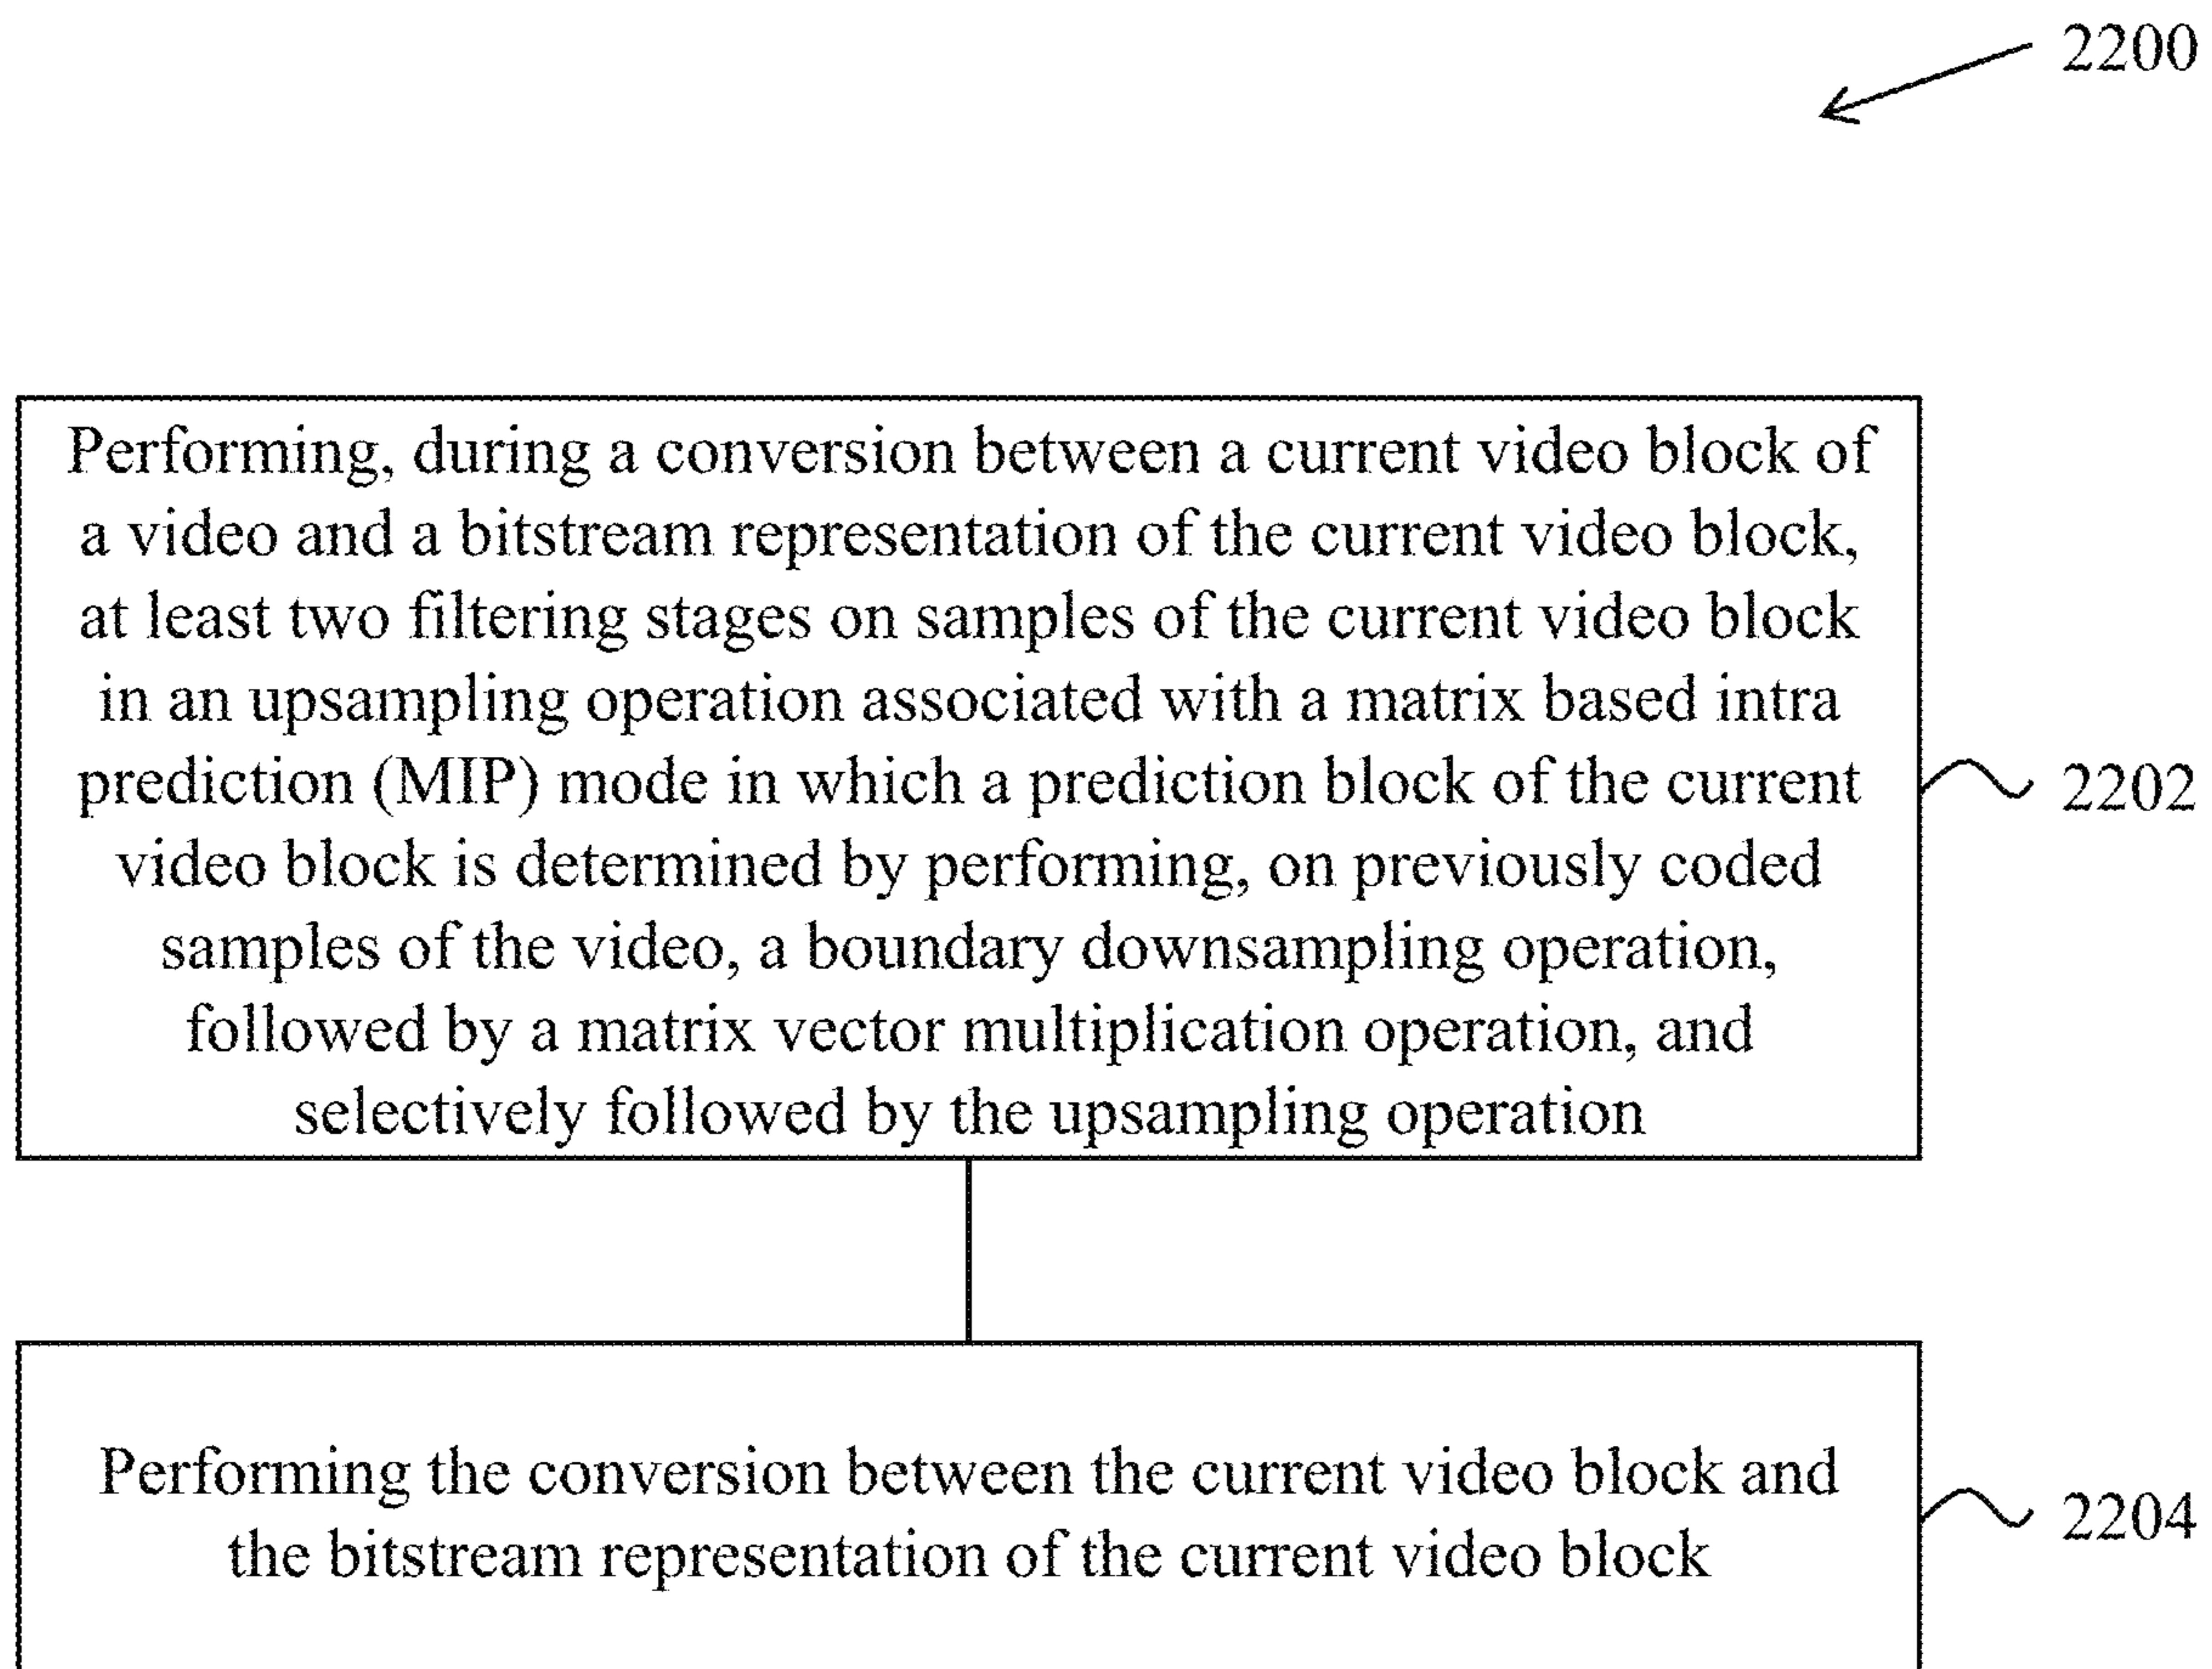 2200
Performing, during a conversion between a current video block of
a video and a bitstream representation of the current video block,
at least two filtering stages on samples of the current video block
in an upsampling operation associated with a matrix based intra
prediction (MIP) mode in which a prediction block of the current
video block is determined by performing, on previously coded
samples of the video, a boundary downsampling operation,
followed by a matrix vector multiplication operation, and
selectively followed by the upsampling operation
2202
Performing the conversion between the current video block and
the bitstream representation of the current video block
2204